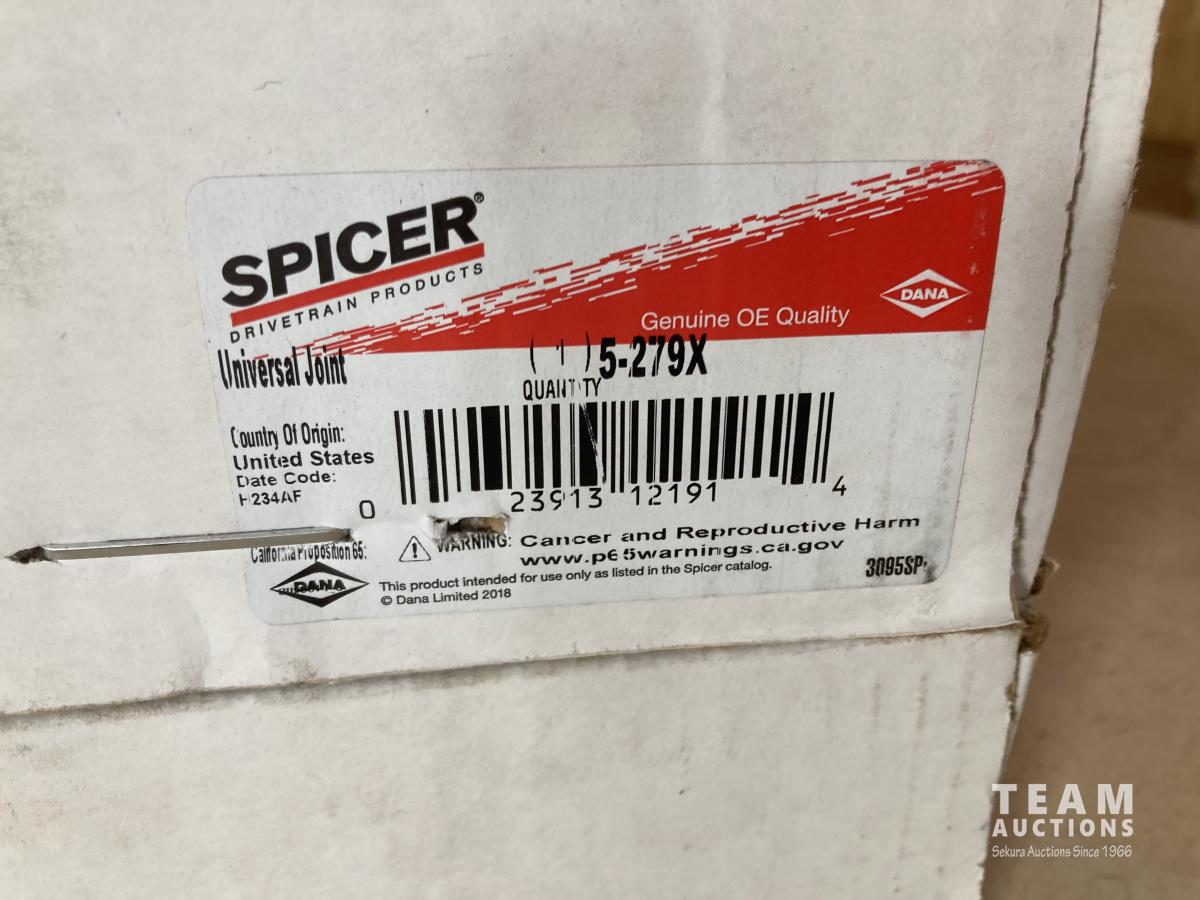 SPICER®
DRIVETRAIN PRODUCTS
DANA
Genuine OE Quality
Universal Joint
( 1 ) 5-279X
QUANTITY
Country Of Origin:
United States
Date Code:
H234AF
0 23913 12191 4
California Proposition 65:
WARNING: Cancer and Reproductive Harm
www.p65warnings.ca.gov
DANA
This product intended for use only as listed in the Spicer catalog.
© Dana Limited 2018
3095SP-
TEAM
AUCTIONS
Sekura Auctions Since 1966